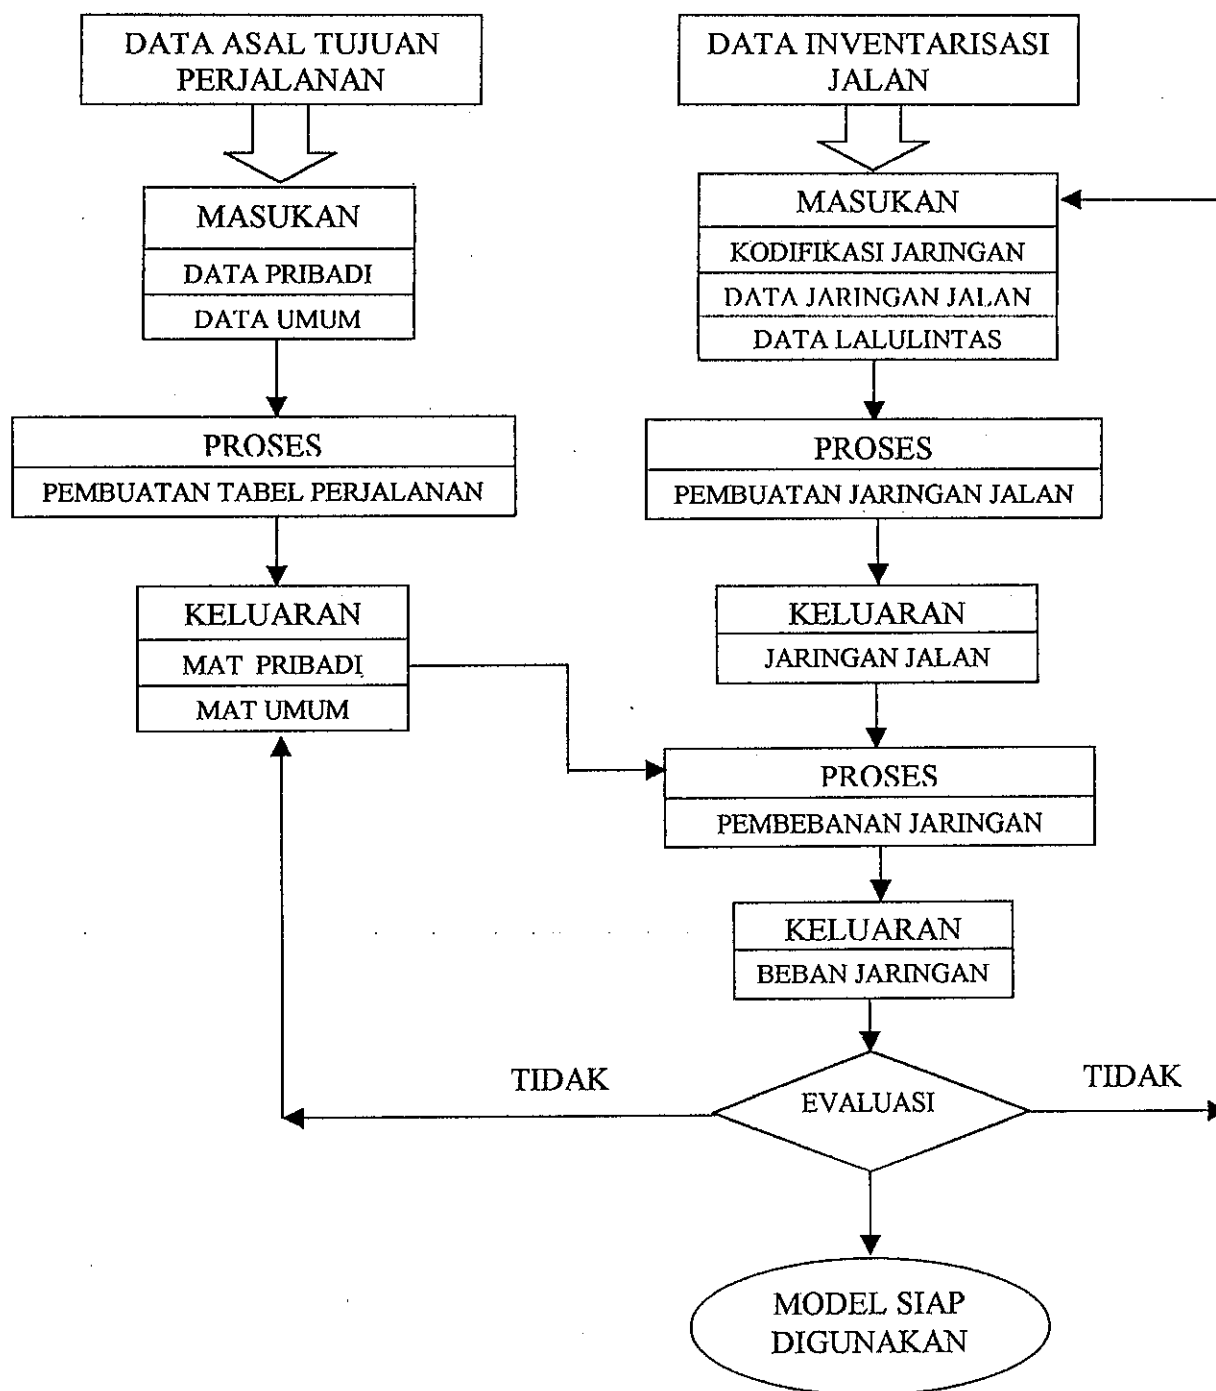 DATA ASAL TUJUAN
PERJALANAN
MASUKAN
DATA PRIBADI
DATA UMUM
PROSES
PEMBUATAN TABEL PERJALANAN
KELUARAN
MAT PRIBADI
MAT UMUM
DATA INVENTARISASI
JALAN
MASUKAN
KODIFIKASI JARINGAN
DATA JARINGAN JALAN
DATA LALULINTAS
PROSES
PEMBUATAN JARINGAN JALAN
KELUARAN
JARINGAN JALAN
PROSES
PEMBEBANAN JARINGAN
KELUARAN
BEBAN JARINGAN
TIDAK
EVALUASI
TIDAK
MODEL SIAP
DIGUNAKAN